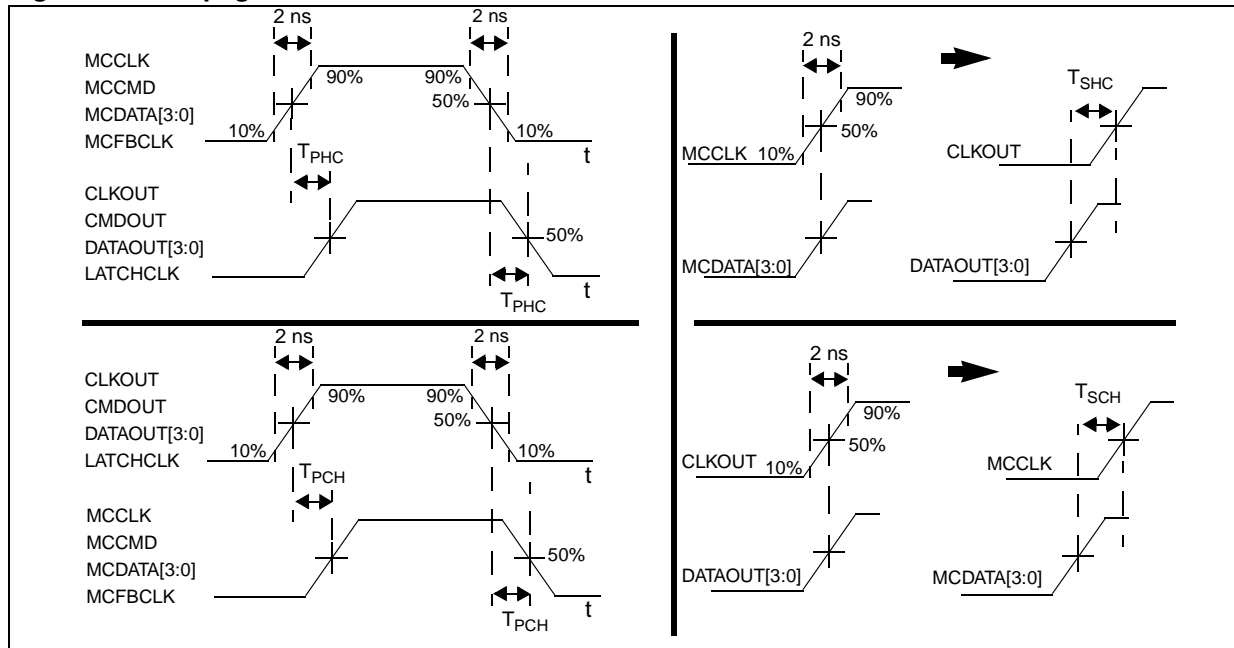 2 ns
2 ns
MCCLK
MCCMD
MCDATA[3:0]
MCFBCLK
10%
90%
90%
50%
10%
t
TPHC
CLKOUT
CMDOUT
DATAOUT[3:0]
LATCHCLK
50%
TPHC
t
2 ns
MCCLK
10%
90%
50%
MCDATA[3:0]
TSHC
CLKOUT
DATAOUT[3:0]
2 ns
2 ns
CLKOUT
CMDOUT
DATAOUT[3:0]
LATCHCLK
10%
90%
90%
50%
10%
t
TPCH
MCCLK
MCCMD
MCDATA[3:0]
MCFBCLK
50%
TPCH
t
2 ns
CLKOUT
10%
90%
50%
DATAOUT[3:0]
TSCH
MCCLK
MCDATA[3:0]